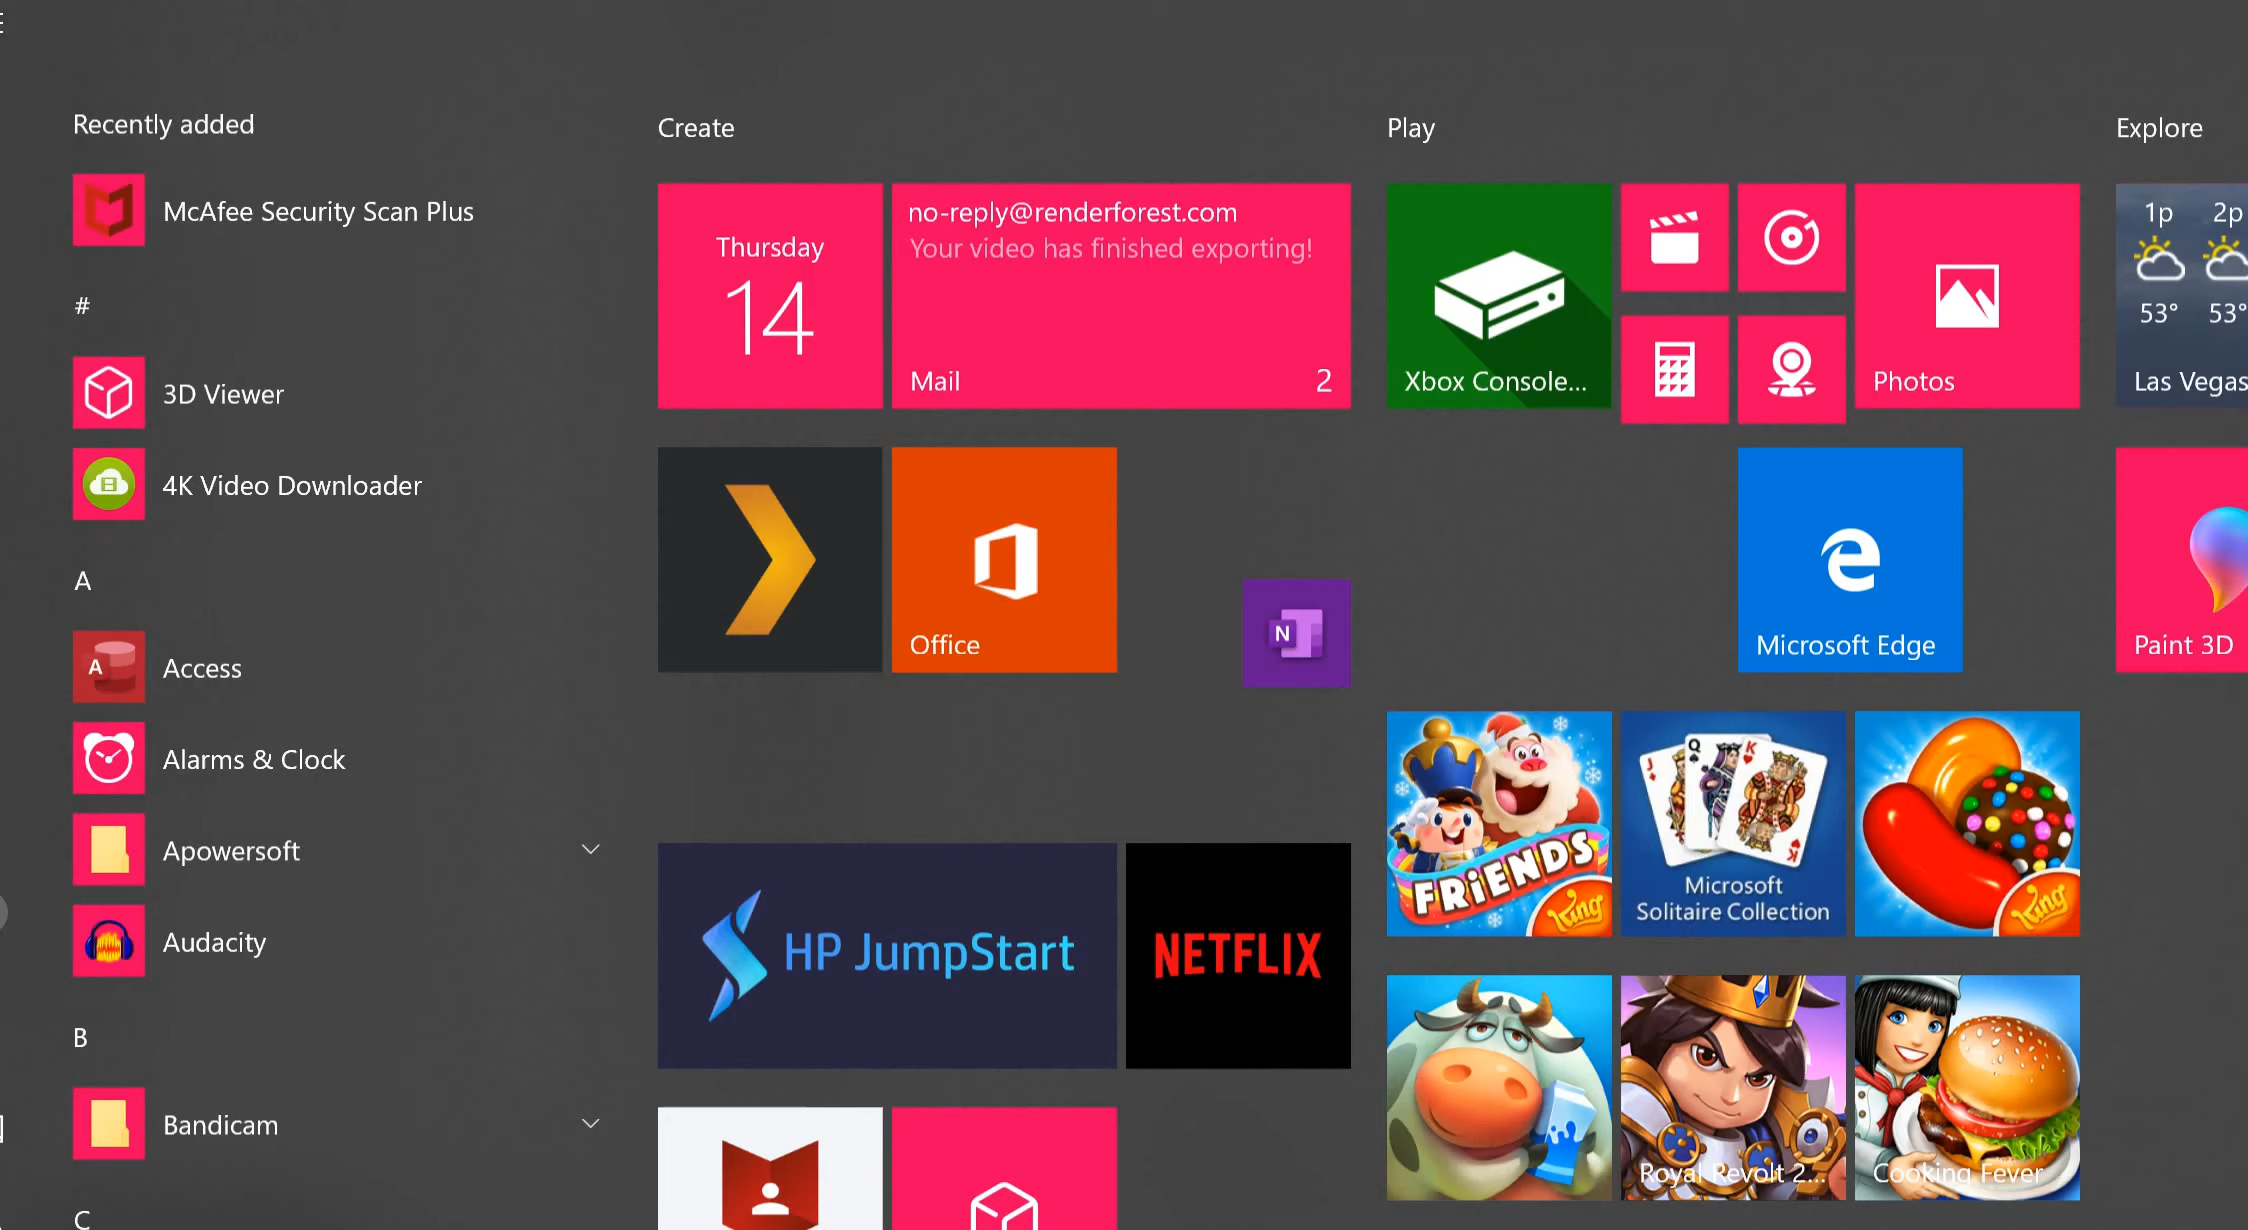 Recently added
McAfee Security Scan Plus
#
3D Viewer
4K Video Downloader
A
A
Access
Alarms & Clock
Apowersoft
Audacity
B
Bandicam
C
Create
Thursday
14
no-reply@renderforest.com
Your video has finished exporting!
Mail
2
Office
N
HP JumpStart
NETFLIX
Play
Xbox Console...
Photos
Microsoft Edge
FRiENDS
King
J
Q
K
K
Microsoft
Solitaire Collection
King
Royal Revolt 2...
Cooking Fever
Explore
1p 2p
53° 53°
Las Vegas
Paint 3D